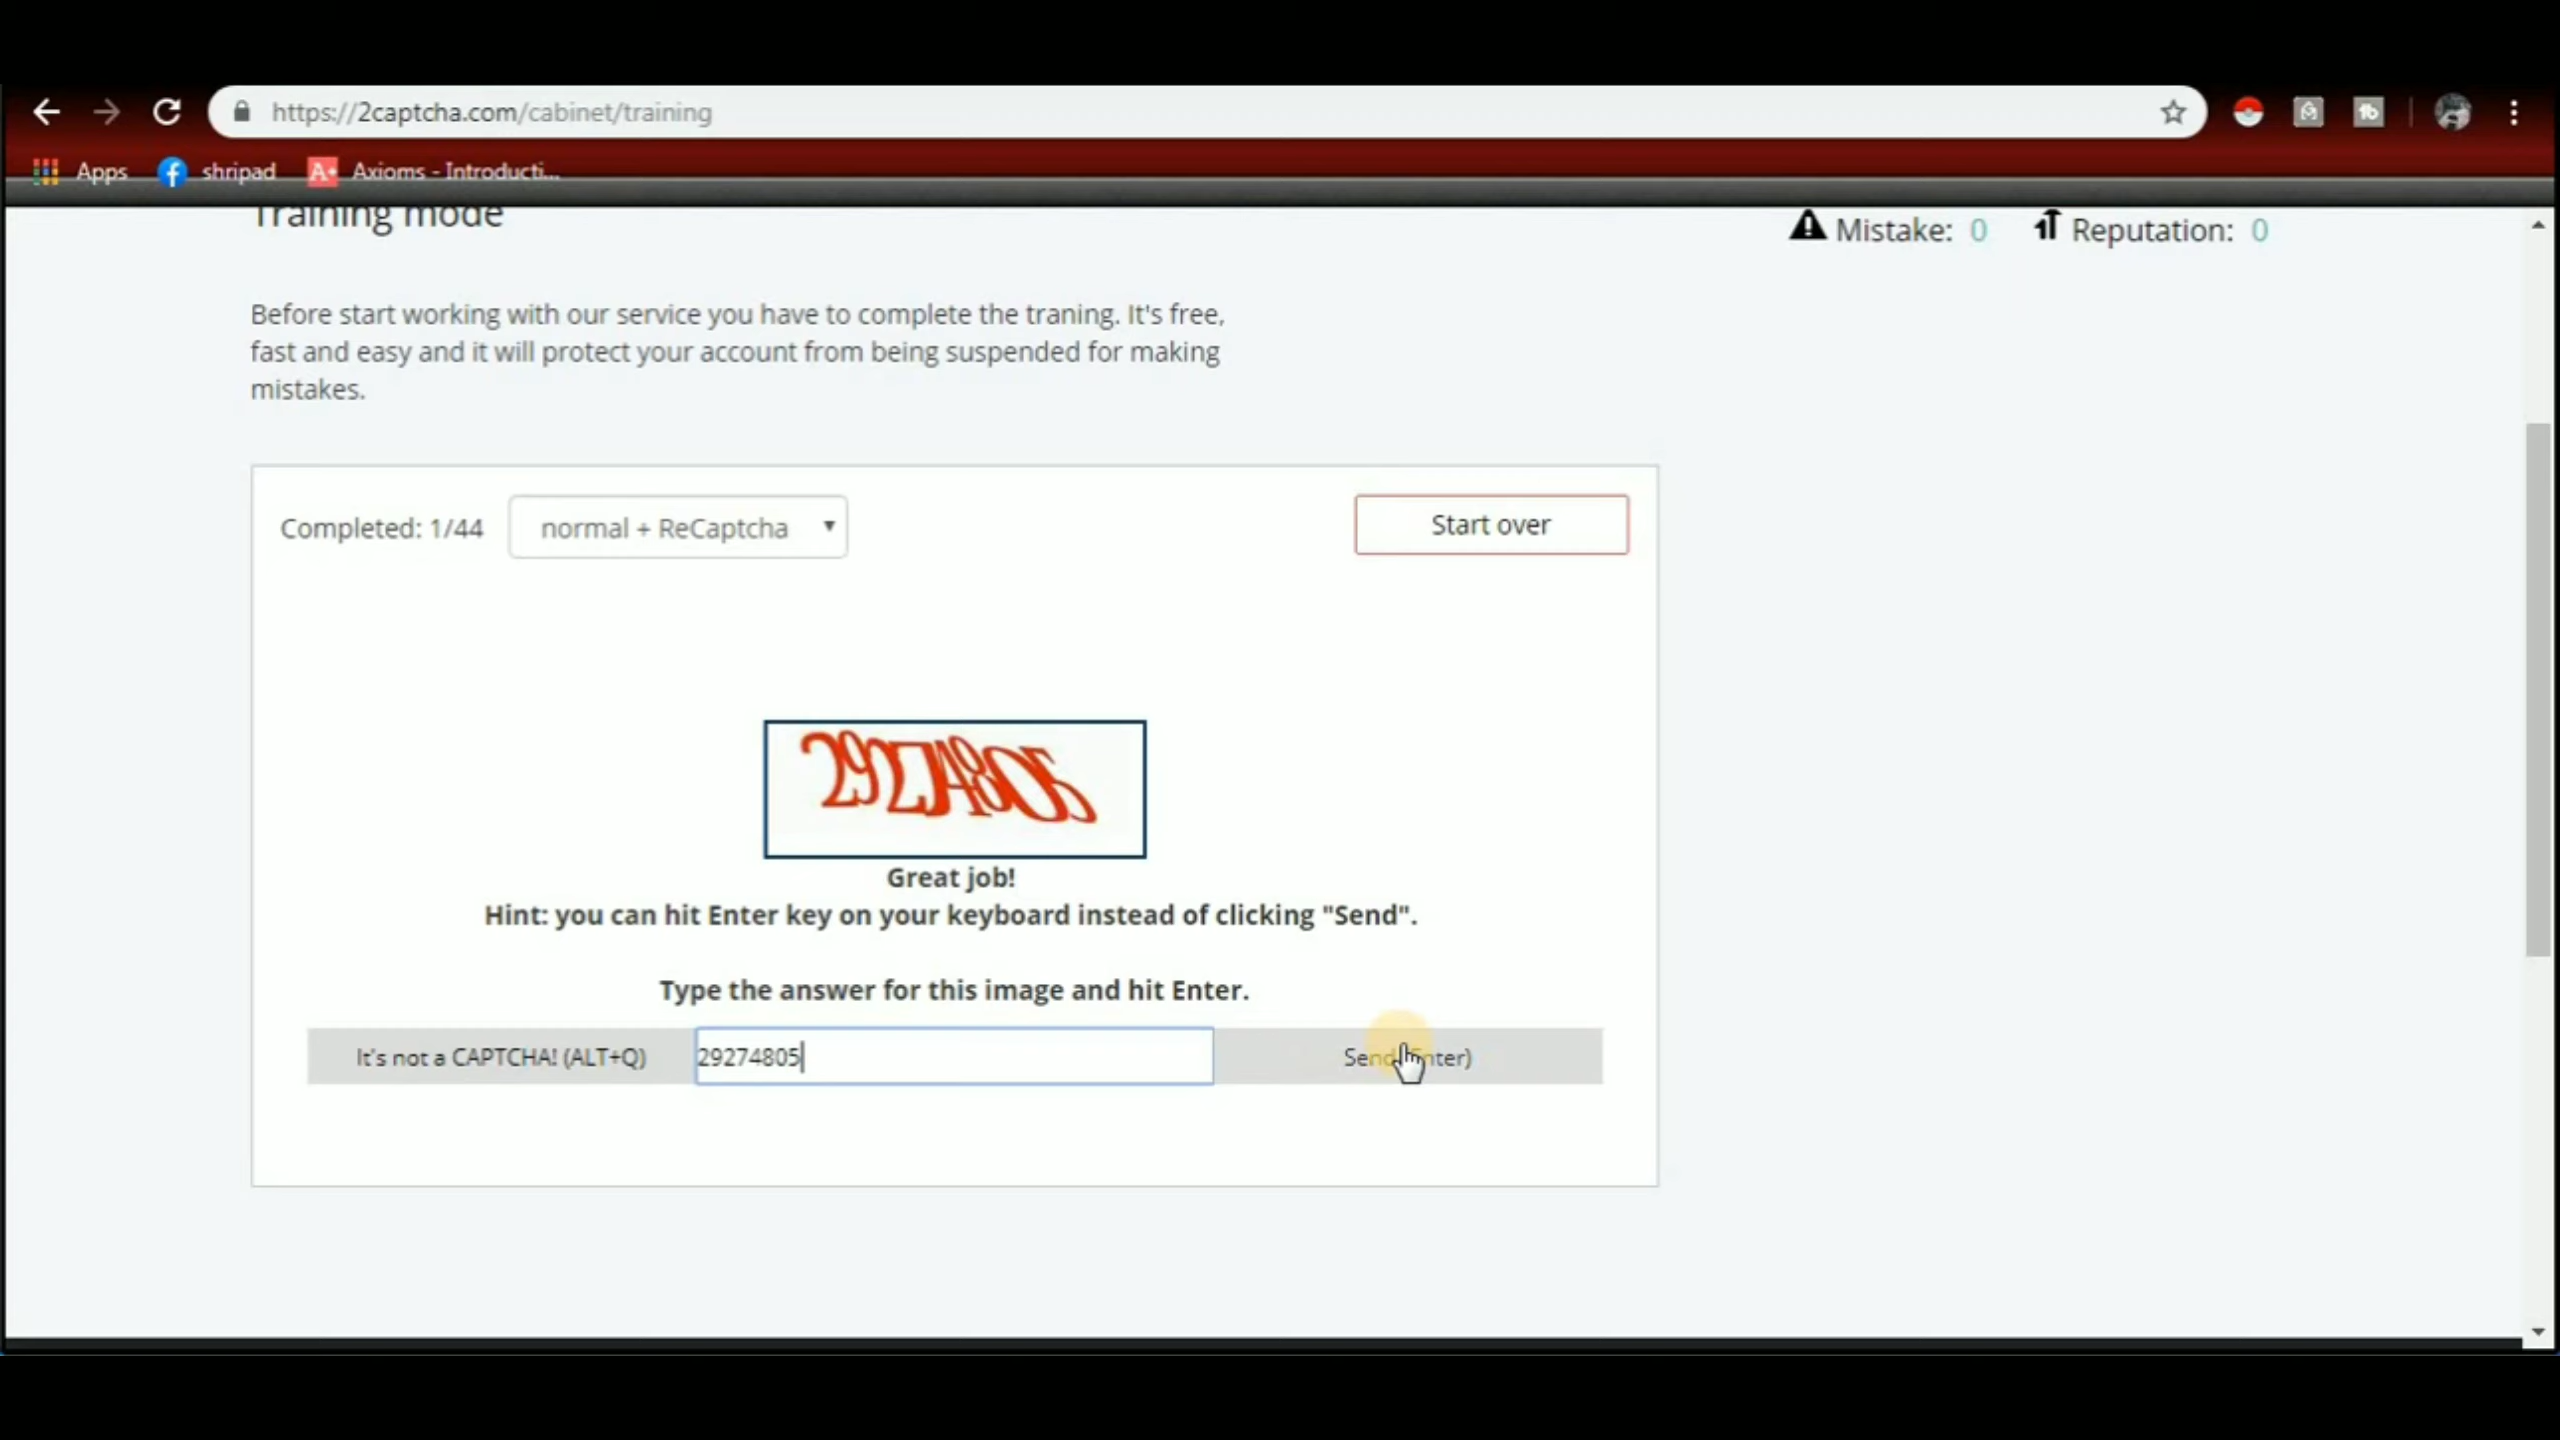 https://2captcha.com/cabinet/training
Apps
shripad
A+ Axioms - Introducti...
Training mode
Mistake: 0
Reputation: 0
Before start working with our service you have to complete the traning. It's free,
fast and easy and it will protect your account from being suspended for making
mistakes.
Completed: 1/44
normal + ReCaptcha
Start over
29274805
Great job!
Hint: you can hit Enter key on your keyboard instead of clicking "Send".
Type the answer for this image and hit Enter.
It's not a CAPTCHA! (ALT+Q)
29274805
Send (Enter)